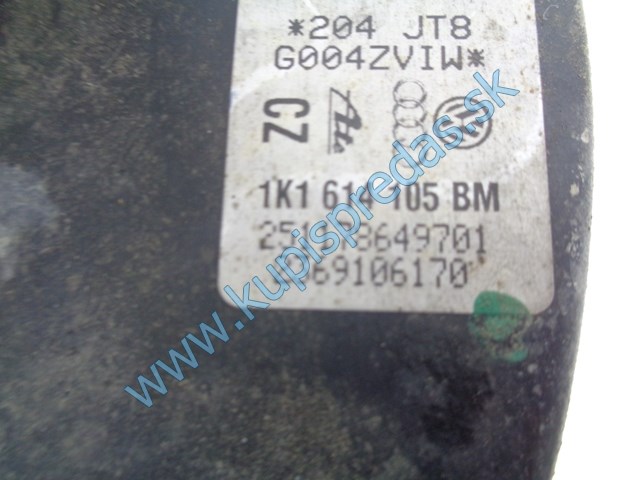 *204 JT8
G004ZVIW*
CZ
1K1 614 105 BM
www.kupispredas.sk